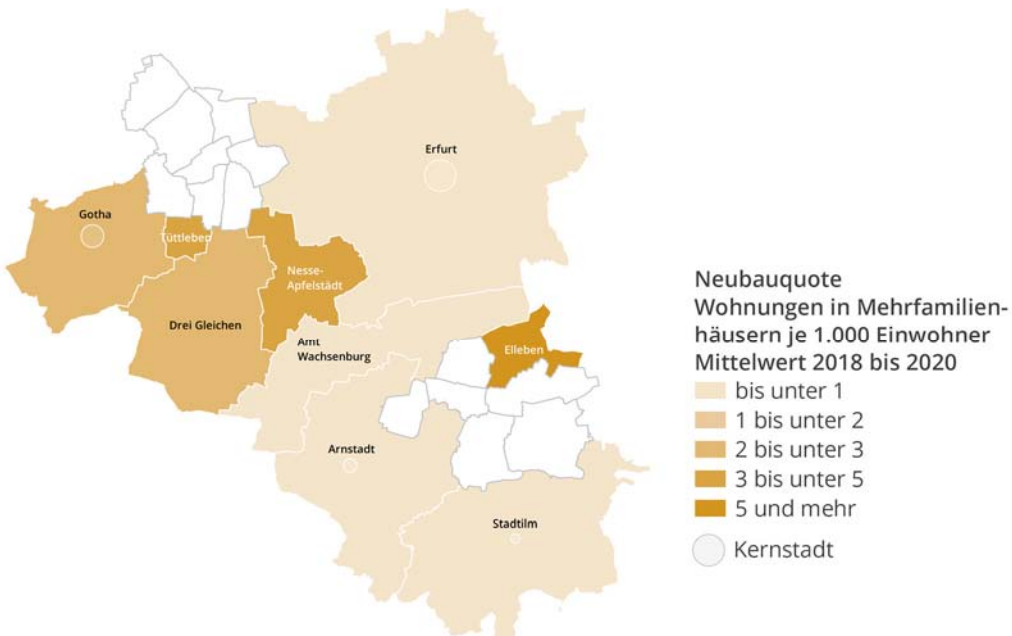 Erfurt
Gotha
Tüttleben
Nesse-
Apfelstädt
Drei Gleichen
Amt
Wachsenburg
Elleben
Arnstadt
Stadtilm
Neubauquote
Wohnungen in Mehrfamilien-
häusern je 1.000 Einwohner
Mittelwert 2018 bis 2020
bis unter 1
1 bis unter 2
2 bis unter 3
3 bis unter 5
5 und mehr
Kernstadt